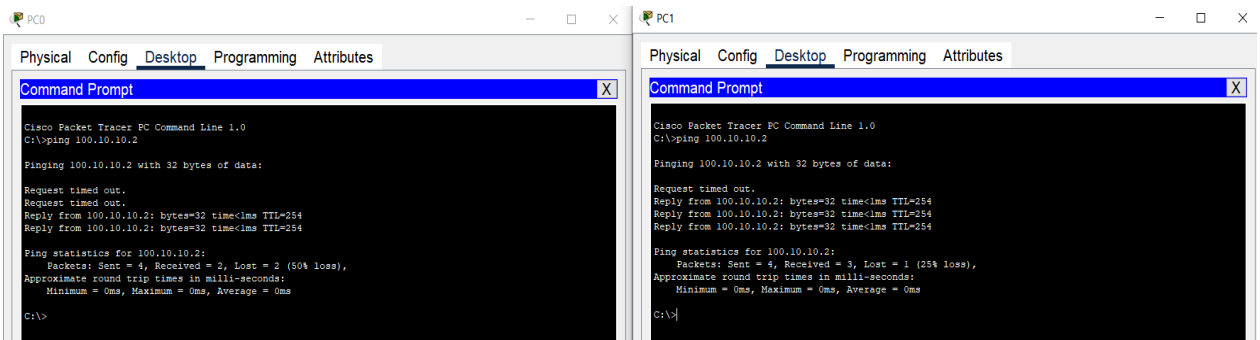 PC0
Physical Config Desktop Programming Attributes
Command Prompt X
Cisco Packet Tracer PC Command Line 1.0
C:\>ping 100.10.10.2
Pinging 100.10.10.2 with 32 bytes of data:
Request timed out.
Request timed out.
Reply from 100.10.10.2: bytes=32 time<1ms TTL=254
Reply from 100.10.10.2: bytes=32 time<1ms TTL=254
Ping statistics for 100.10.10.2:
Packets: Sent = 4, Received = 2, Lost = 2 (50% loss),
Approximate round trip times in milli-seconds:
Minimum = 0ms, Maximum = 0ms, Average = 0ms
C:\>
PC1
Physical Config Desktop Programming Attributes
Command Prompt X
Cisco Packet Tracer PC Command Line 1.0
C:\>ping 100.10.10.2
Pinging 100.10.10.2 with 32 bytes of data:
Request timed out.
Reply from 100.10.10.2: bytes=32 time<1ms TTL=254
Reply from 100.10.10.2: bytes=32 time<1ms TTL=254
Reply from 100.10.10.2: bytes=32 time<1ms TTL=254
Ping statistics for 100.10.10.2:
Packets: Sent = 4, Received = 3, Lost = 1 (25% loss),
Approximate round trip times in milli-seconds:
Minimum = 0ms, Maximum = 0ms, Average = 0ms
C:\>